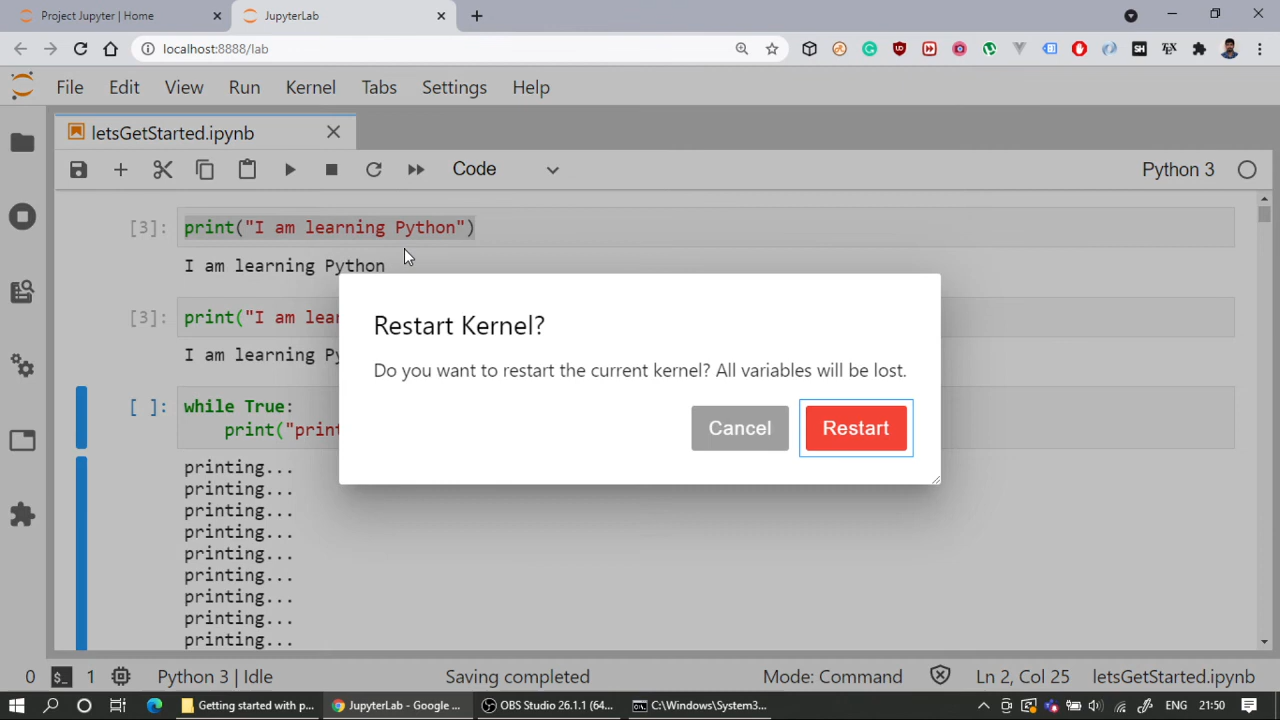 Project Jupyter | Home
JupyterLab
localhost:8888/lab
SH
TEX
File Edit View Run Kernel Tabs Settings Help
letsGetStarted.ipynb
Code
Python 3
[3]: print("I am learning Python")
I am learning Python
[3]: print("I am lear
I am learning Py
[ ]: while True:
print("print
printing...
printing...
printing...
printing...
printing...
printing...
printing...
printing...
printing...
Restart Kernel?
Do you want to restart the current kernel? All variables will be lost.
Cancel Restart
0 $_ 1 Python 3 | Idle Saving completed Mode: Command Ln 2, Col 25 letsGetStarted.ipynb
Getting started with p... JupyterLab - Google ... OBS Studio 26.1.1 (64... C:\Windows\System3... ENG 21:50